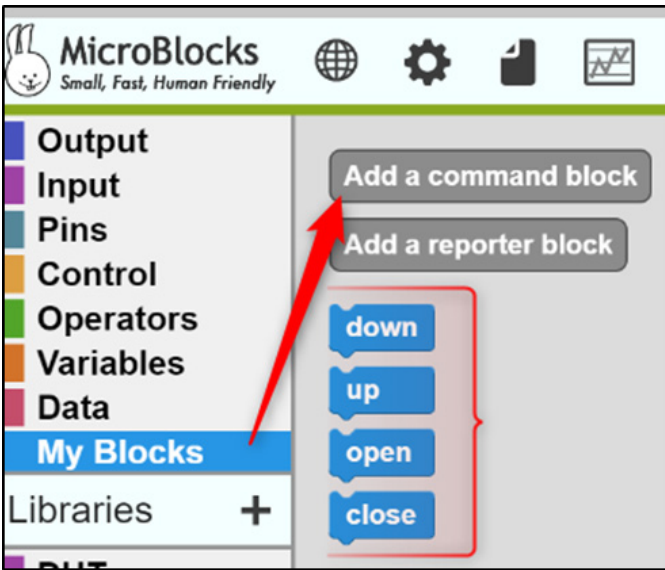 MicroBlocks
Small, Fast, Human Friendly
Output
Input
Pins
Control
Operators
Variables
Data
My Blocks
Libraries +
Add a command block
Add a reporter block
down
up
open
close